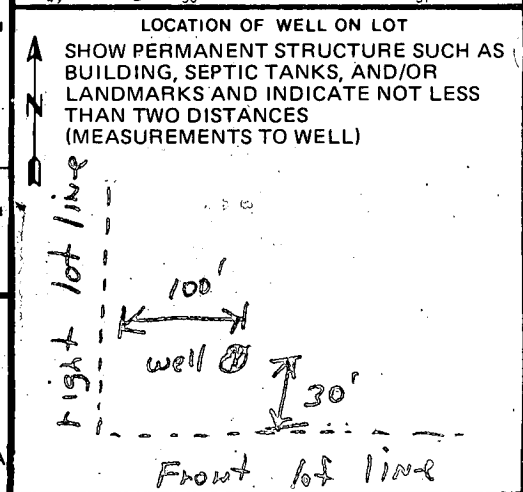 LOCATION OF WELL ON LOT
SHOW PERMANENT STRUCTURE SUCH AS
BUILDING, SEPTIC TANKS, AND/OR
LANDMARKS AND INDICATE NOT LESS
THAN TWO DISTANCES
(MEASUREMENTS TO WELL)
N
right lot line
100'
well
30'
Front lot line